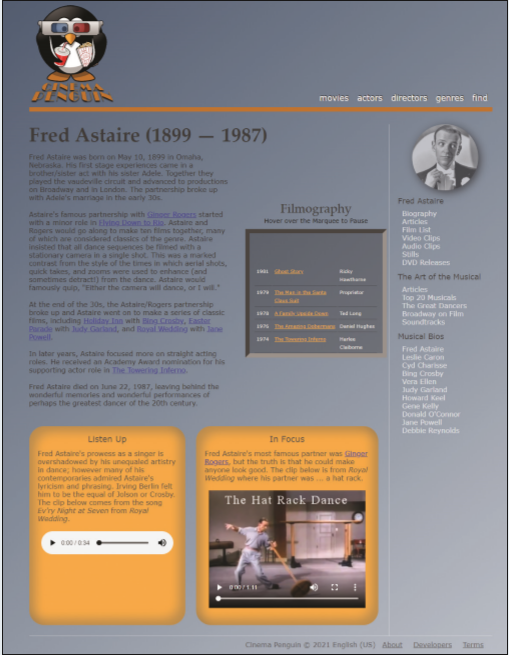 CINEMA
PENGUIN
movies actors directors genres find
Fred Astaire (1899 — 1987)
Fred Astaire was born on May 10, 1899 in Omaha,
Nebraska. His first stage experiences came in a
brother/sister act with his sister Adele. Together they
played the vaudeville circuit and advanced to productions
on Broadway and in London. The partnership broke up
with Adele's marriage in the early 30s.
Astaire's famous partnership with Ginger Rogers started
with a minor role in Flying Down to Rio. Astaire and
Rogers would go along to make ten films together, many
of which are considered classics of the genre. Astaire
insisted that all dance sequences be filmed with a
stationary camera in a single shot. This was a marked
contrast from the style of the times in which aerial shots,
quick takes, and zooms were used to enhance (and
sometimes detract!) from the dance. Astaire would
famously quip, "Either the camera will dance, or I will."
At the end of the 30s, the Astaire/Rogers partnership
broke up and Astaire went on to make a series of classic
films, including Holiday Inn with Bing Crosby, Easter
Parade with Judy Garland, and Royal Wedding with Jane
Powell.
In later years, Astaire focused more on straight acting
roles. He received an Academy Award nomination for his
supporting actor role in The Towering Inferno.
Fred Astaire died on June 22, 1987, leaving behind the
wonderful memories and wonderful performances of
perhaps the greatest dancer of the 20th century.
Filmography
Hover over the Marquee to Pause
1981 Ghost Story Ricky
Hawthorne
1979 The Man in the Santa Proprietor
Claus Suit
1978 A Family Upside Down Ted Long
1976 The Amazing Dobermans Daniel Hughes
1974 The Towering Inferno Harlee
Claiborne
Fred Astaire
Biography
Articles
Film List
Video Clips
Audio Clips
Stills
DVD Releases
The Art of the Musical
Articles
Top 20 Musicals
The Great Dancers
Broadway on Film
Soundtracks
Musical Bios
Fred Astaire
Leslie Caron
Cyd Charisse
Bing Crosby
Vera Ellen
Judy Garland
Howard Keel
Gene Kelly
Donald O'Connor
Jane Powell
Debbie Reynolds
Listen Up
Fred Astaire's prowess as a singer is
overshadowed by his unequaled artistry
in dance; however many of his
contemporaries admired Astaire's
lyricism and phrasing. Irving Berlin felt
him to be the equal of Jolson or Crosby.
The clip below comes from the song
Ev'ry Night at Seven from Royal
Wedding.
0:00 / 0:34
In Focus
Fred Astaire's most famous partner was Ginger
Rogers, but the truth is that he could make
anyone look good. The clip below is from Royal
Wedding where his partner was ... a hat rack.
The Hat Rack Dance
Cinema Penguin © 2021 English (US) About Developers Terms